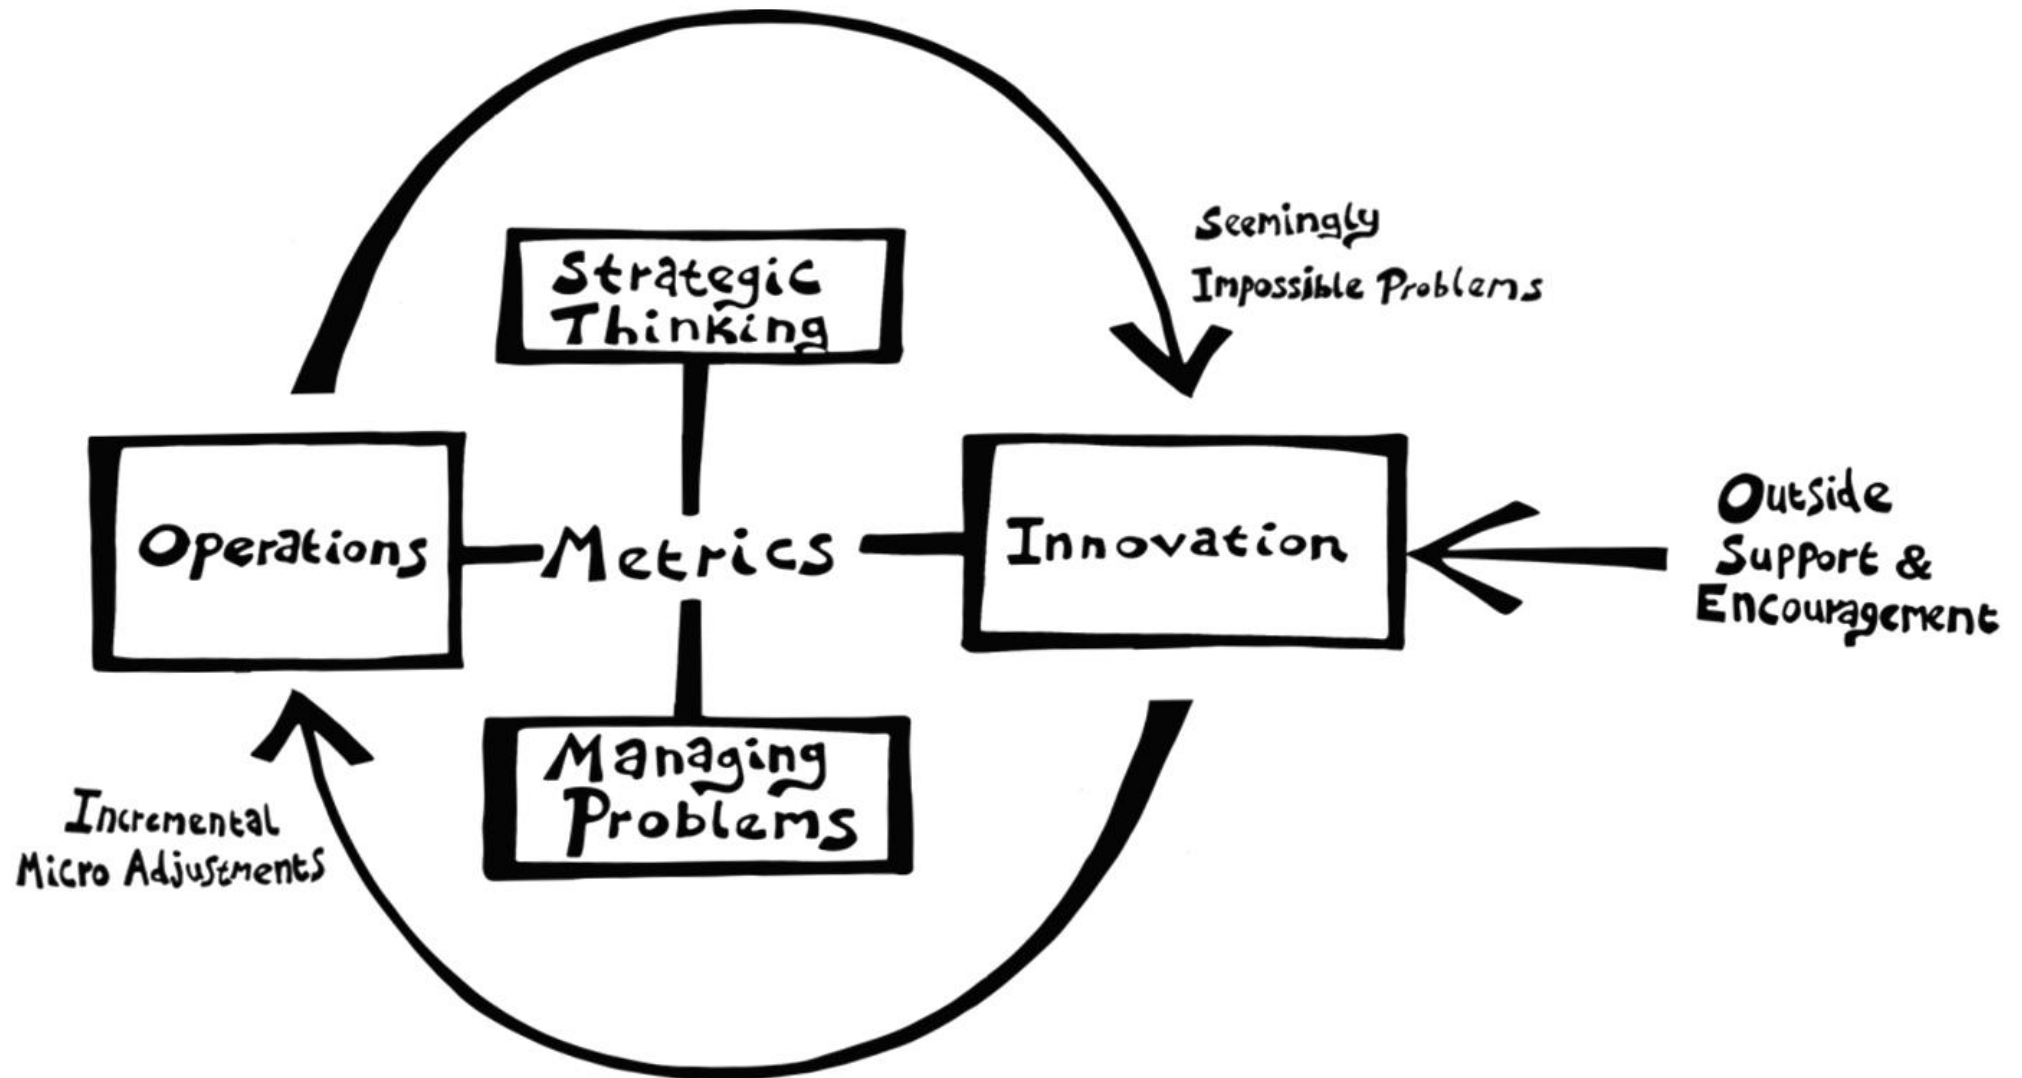 Seemingly
Impossible Problems
Strategic
Thinking
Operations
Metrics
Innovation
Outside
Support &
Encouragement
Managing
Problems
Incremental
Micro Adjustments